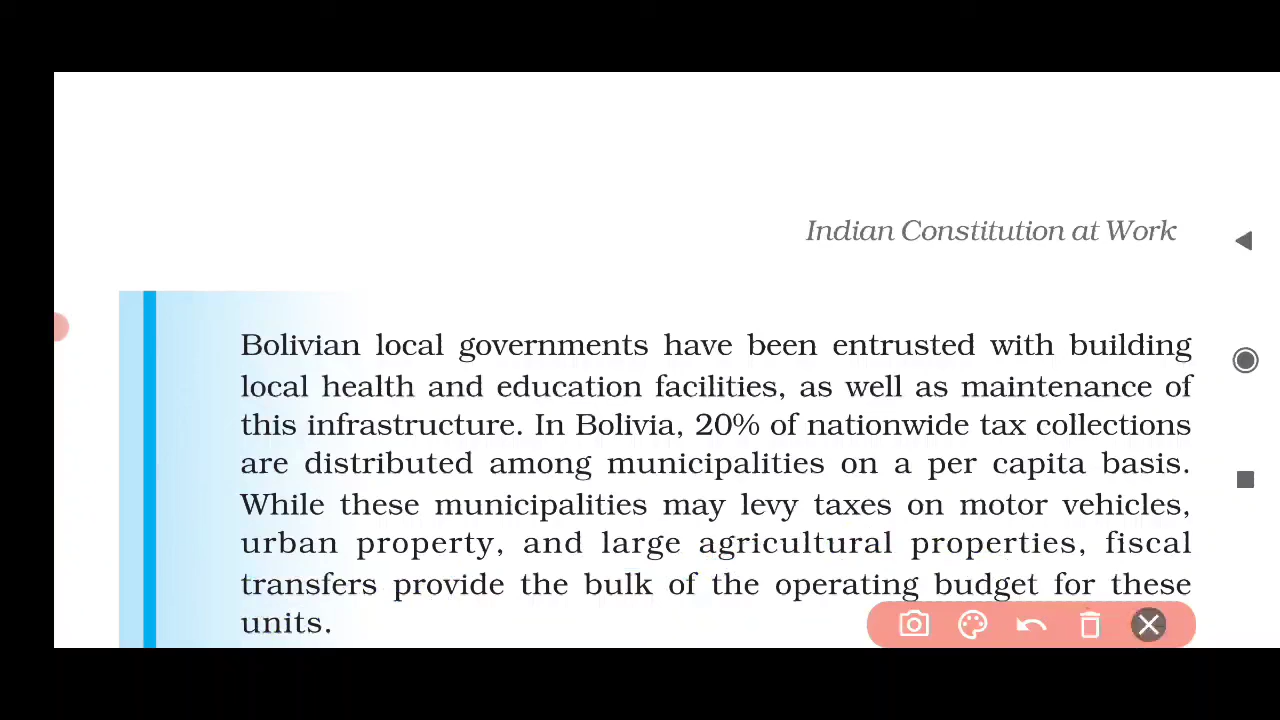 Indian Constitution at Work
Bolivian local governments have been entrusted with building
local health and education facilities, as well as maintenance of
this infrastructure. In Bolivia, 20% of nationwide tax collections
are distributed among municipalities on a per capita basis.
While these municipalities may levy taxes on motor vehicles,
urban property, and large agricultural properties, fiscal
transfers provide the bulk of the operating budget for these
units.